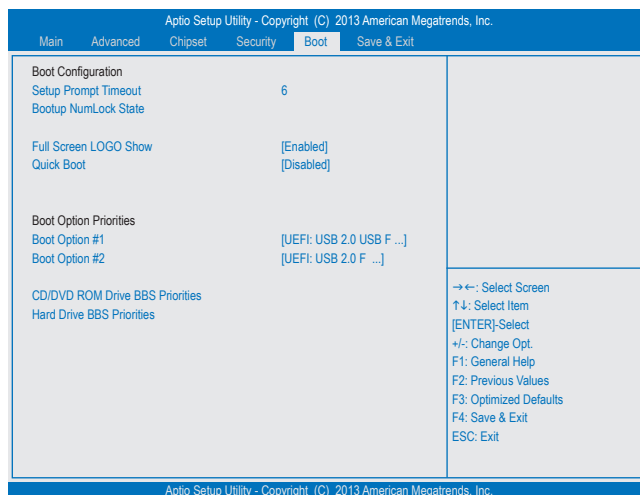 Aptio Setup Utility - Copyright (C) 2013 American Megatrends, Inc.
Main Advanced Chipset Security Boot Save & Exit
Boot Configuration
Setup Prompt Timeout 6
Bootup NumLock State
Full Screen LOGO Show [Enabled]
Quick Boot [Disabled]
Boot Option Priorities
Boot Option #1 [UEFI: USB 2.0 USB F ...]
Boot Option #2 [UEFI: USB 2.0 F ...]
CD/DVD ROM Drive BBS Priorities
Hard Drive BBS Priorities
→←: Select Screen
↑↓: Select Item
[ENTER]-Select
+/-: Change Opt.
F1: General Help
F2: Previous Values
F3: Optimized Defaults
F4: Save & Exit
ESC: Exit
Aptio Setup Utility - Copyright (C) 2013 American Megatrends, Inc.